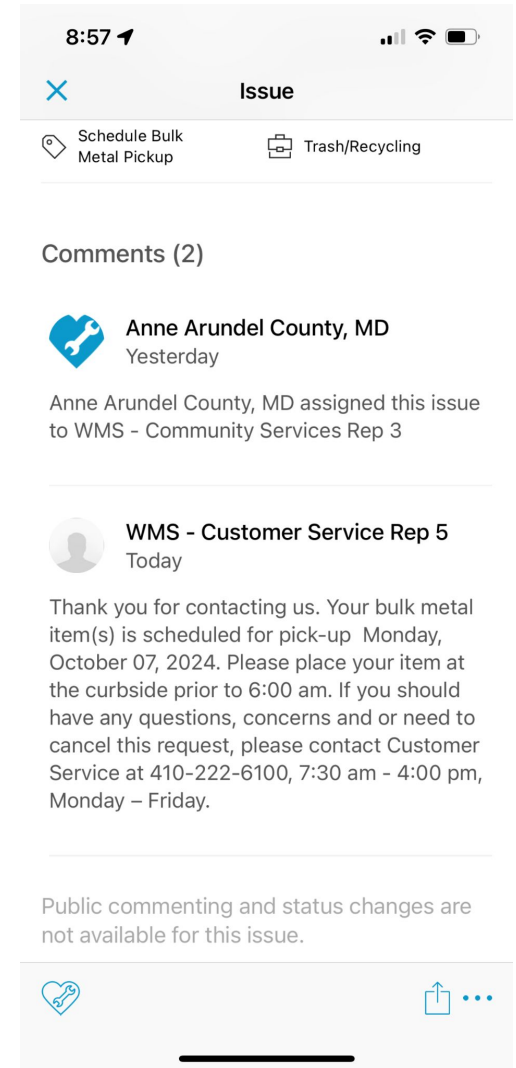 8:57
Issue
Schedule Bulk
Metal Pickup
Trash/Recycling
Comments (2)
Anne Arundel County, MD
Yesterday
Anne Arundel County, MD assigned this issue
to WMS - Community Services Rep 3
WMS - Customer Service Rep 5
Today
Thank you for contacting us. Your bulk metal
item(s) is scheduled for pick-up  Monday,
October 07, 2024. Please place your item at
the curbside prior to 6:00 am. If you should
have any questions, concerns and or need to
cancel this request, please contact Customer
Service at 410-222-6100, 7:30 am - 4:00 pm,
Monday – Friday.
Public commenting and status changes are
not available for this issue.